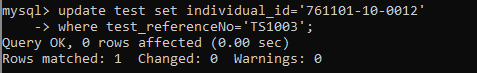 mysql> update test set individual_id='761101-10-0012'
    -> where test_referenceNo='TS1003';
Query OK, 0 rows affected (0.00 sec)
Rows matched: 1  Changed: 0  Warnings: 0